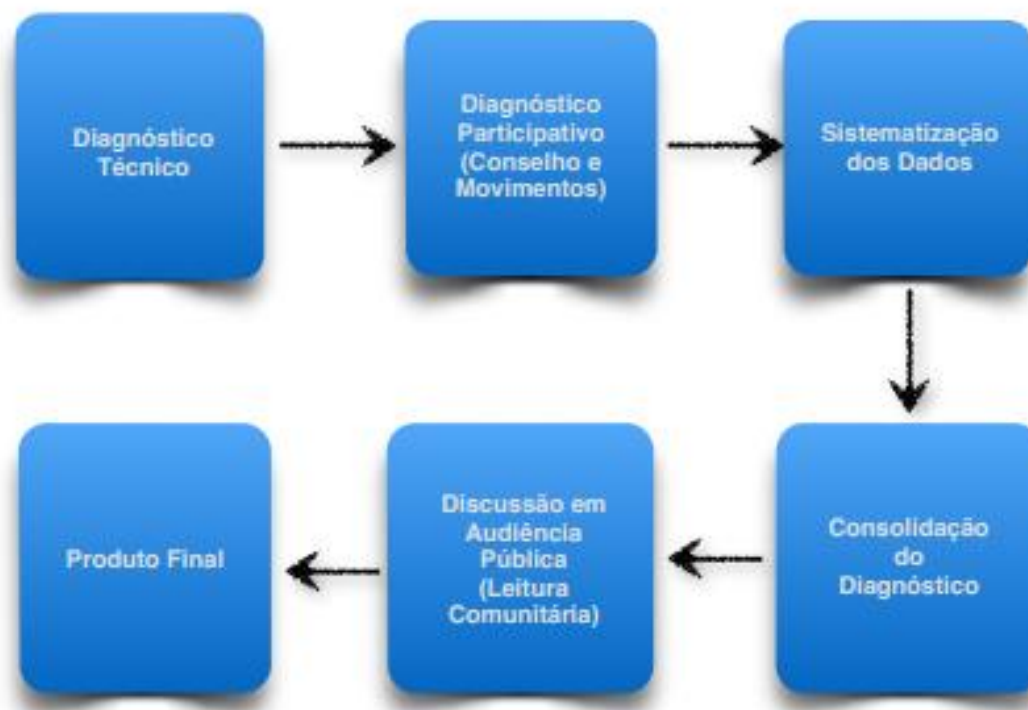 Diagnóstico
Técnico
Diagnóstico
Participativo
(Conselho e
Movimentos)
Sistematização
dos Dados
Consolidação
do
Diagnóstico
Discussão em
Audiência
Pública
(Leitura
Comunitária)
Produto Final